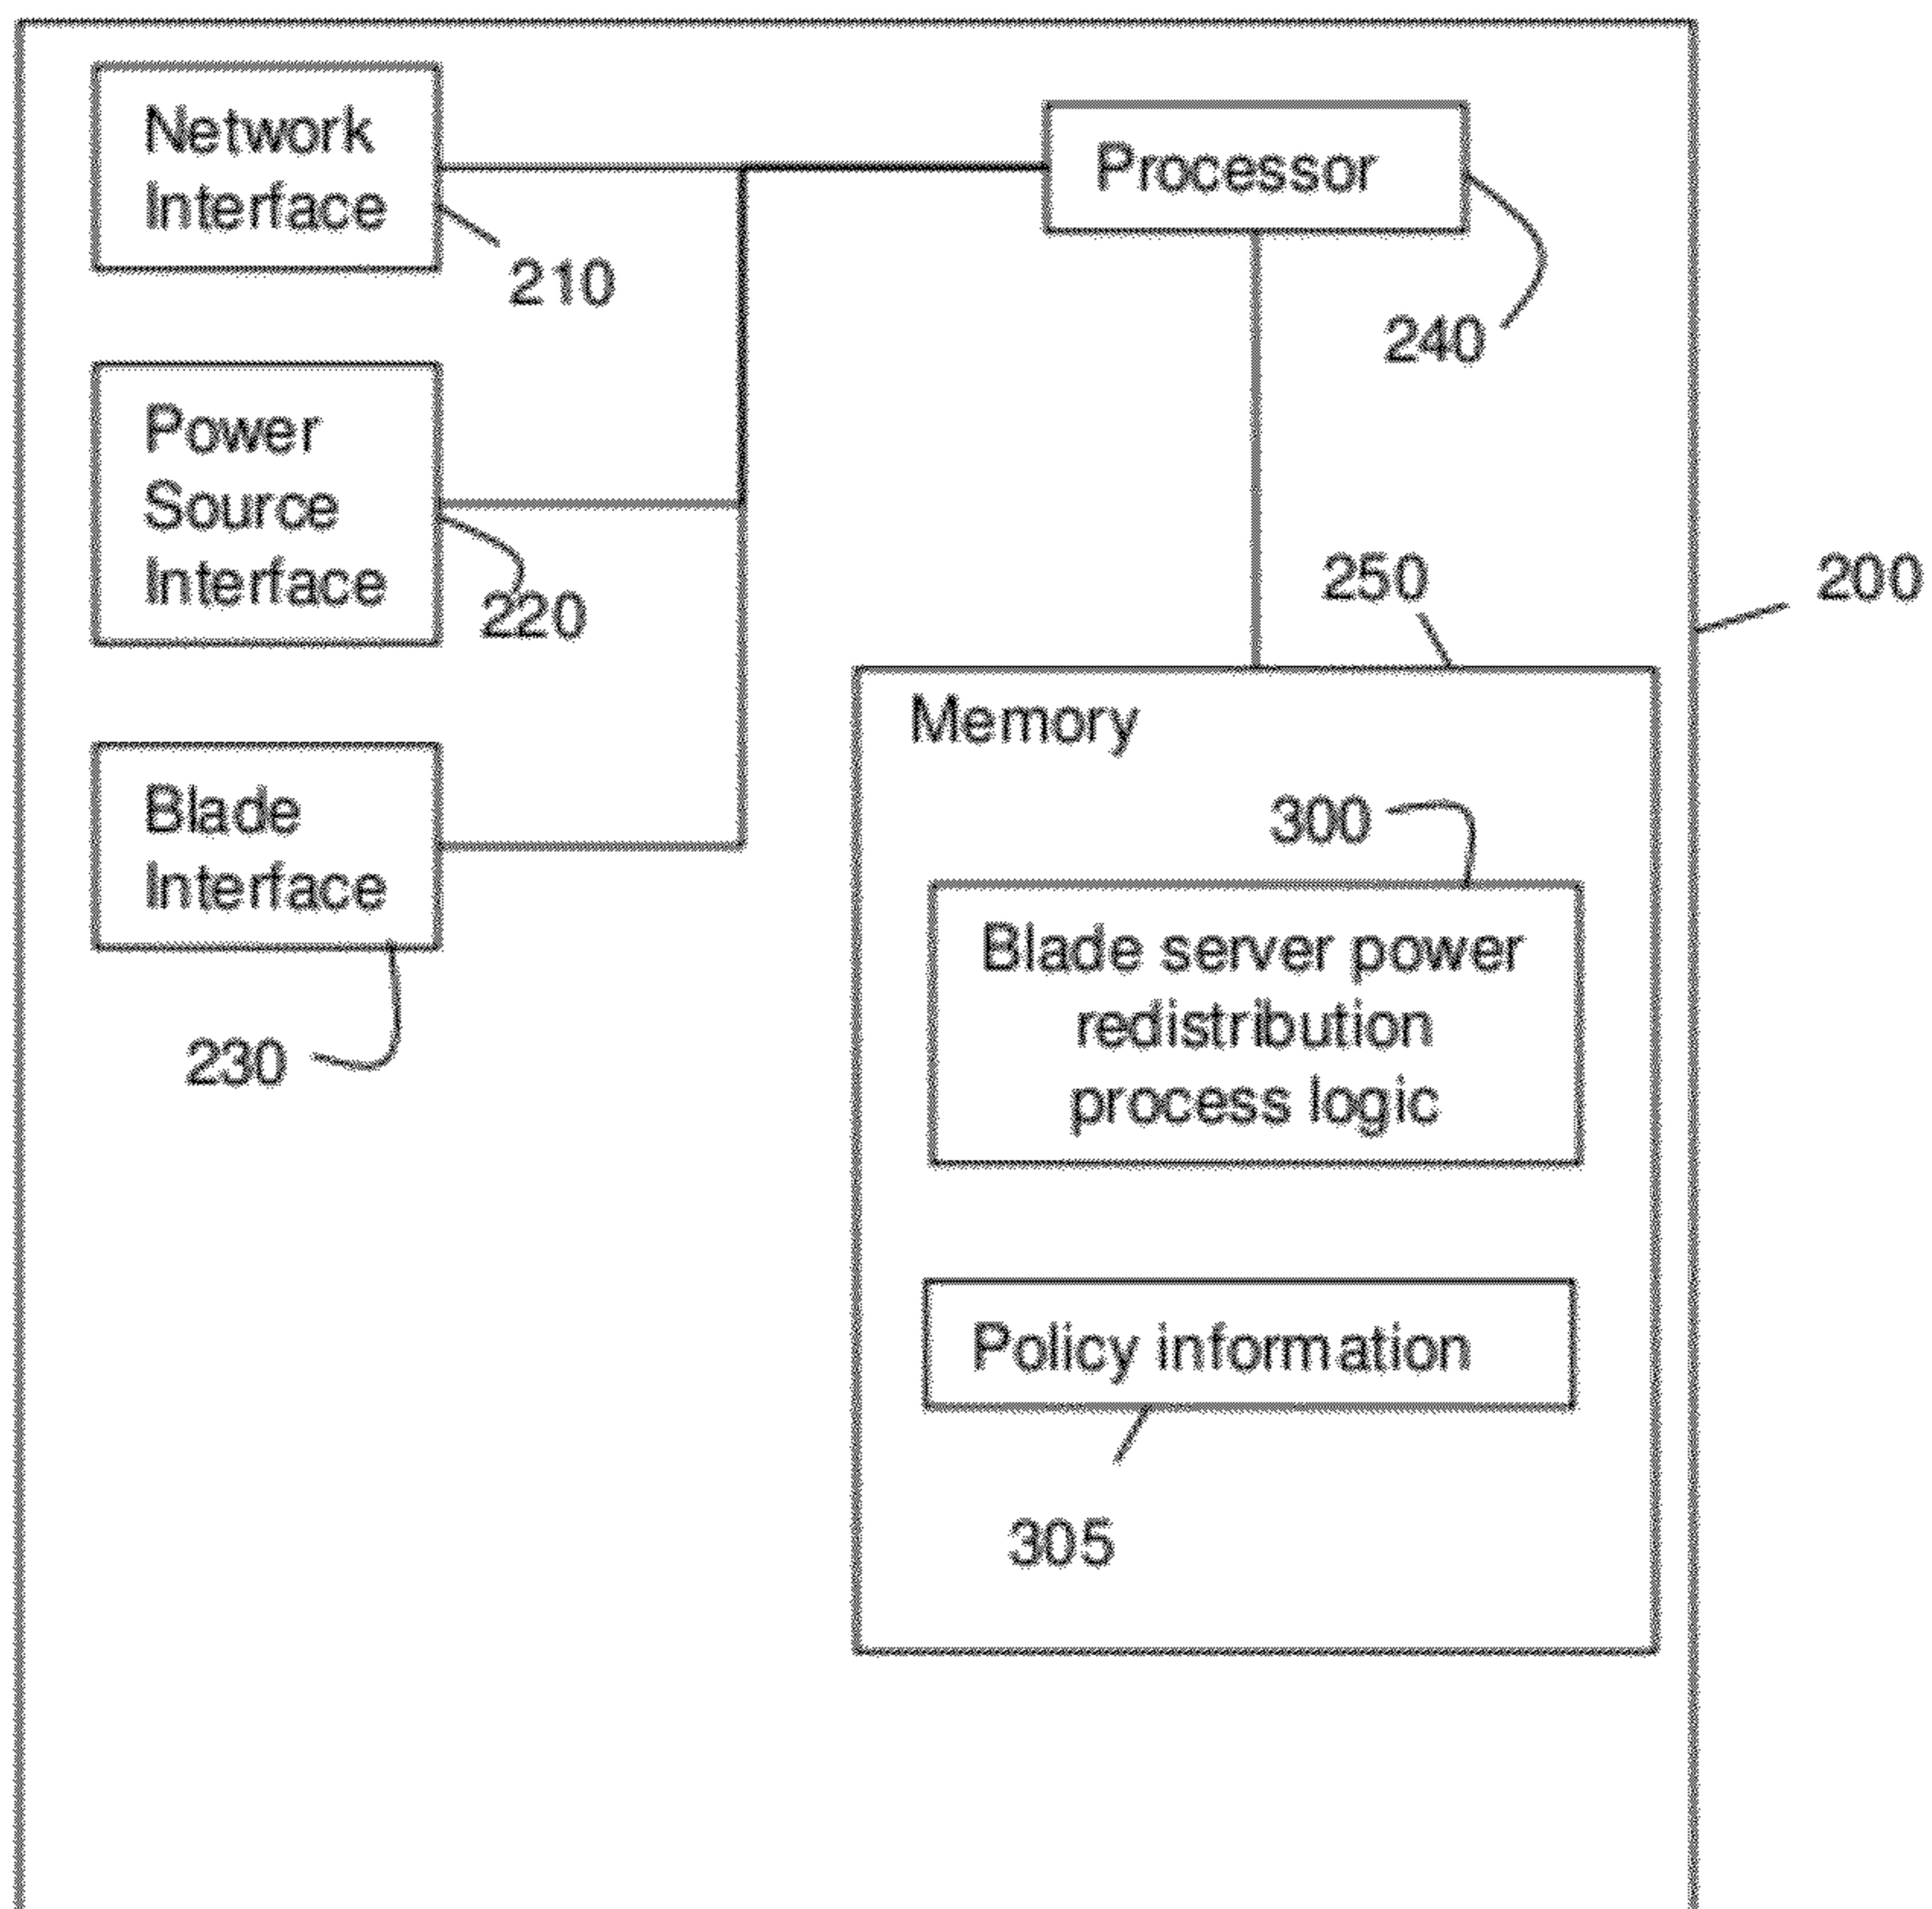 Network
Interface
210
Processor
240
Power
Source
Interface
220
250
200
Memory
Blade
Interface
230
300
Blade server power
redistribution
process logic
Policy information
305